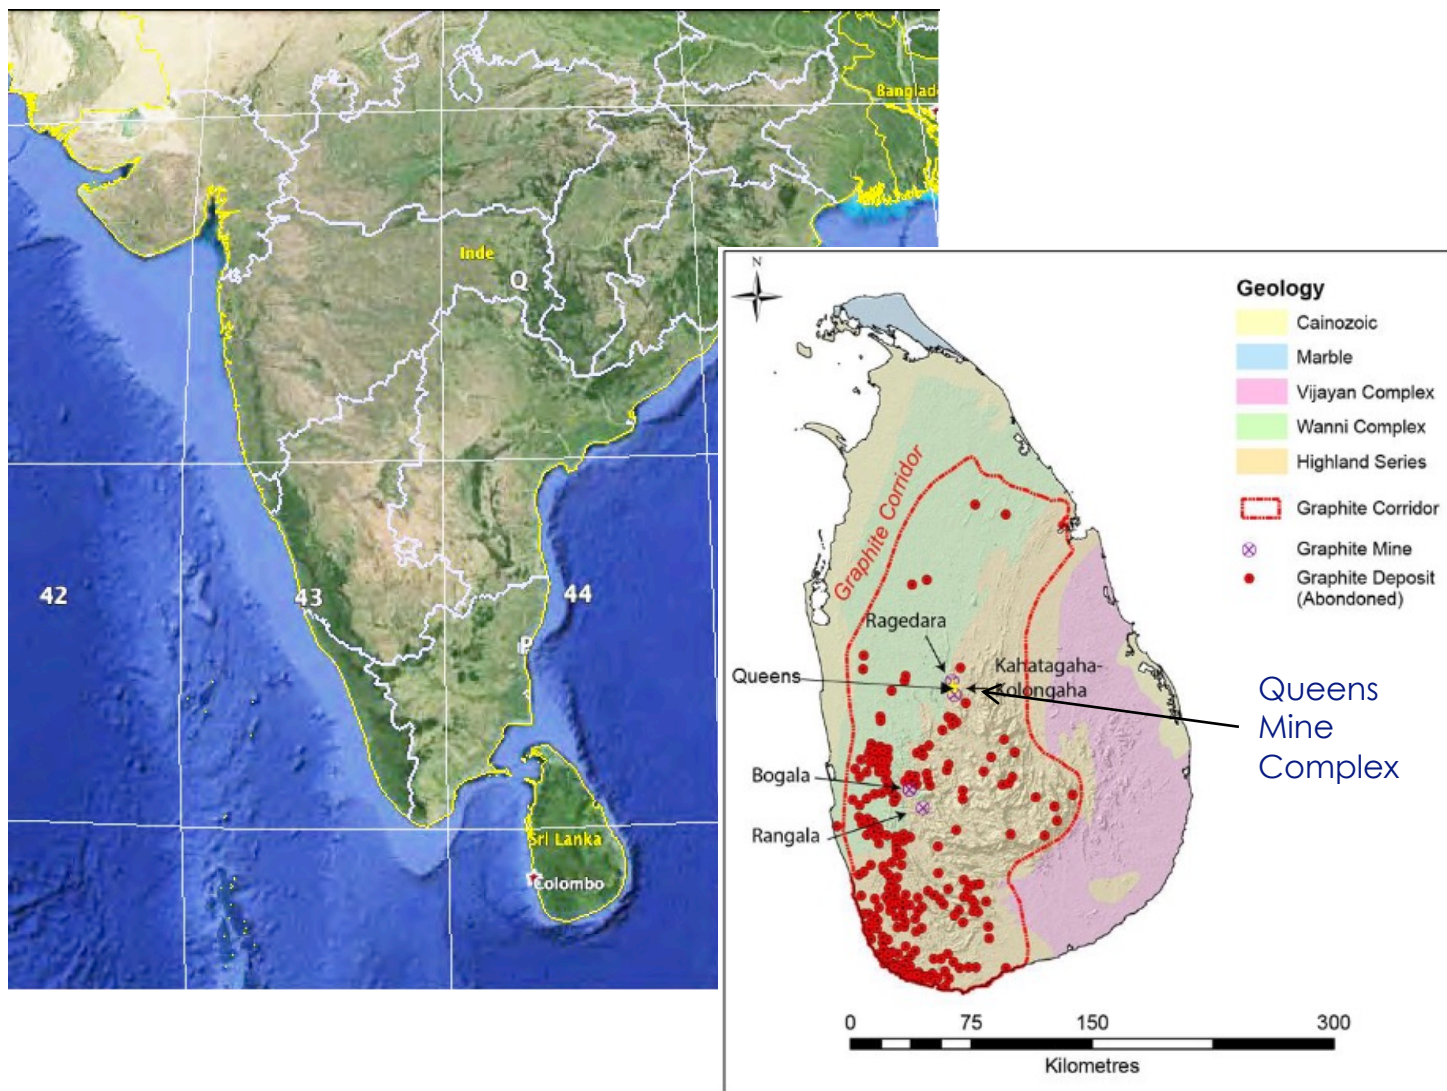 Banglade
Inde
Q
42
43
44
P
Sri Lanka
Colombo
N
Geology
Cainozoic
Marble
Vijayan Complex
Wanni Complex
Highland Series
Graphite Corridor
Graphite Mine
Graphite Deposit
(Abondoned)
Graphite Corridor
Ragedara
Queens
Kahatagaha-
Kolongaha
Bogala
Rangala
Queens
Mine
Complex
0 75 150 300
Kilometres